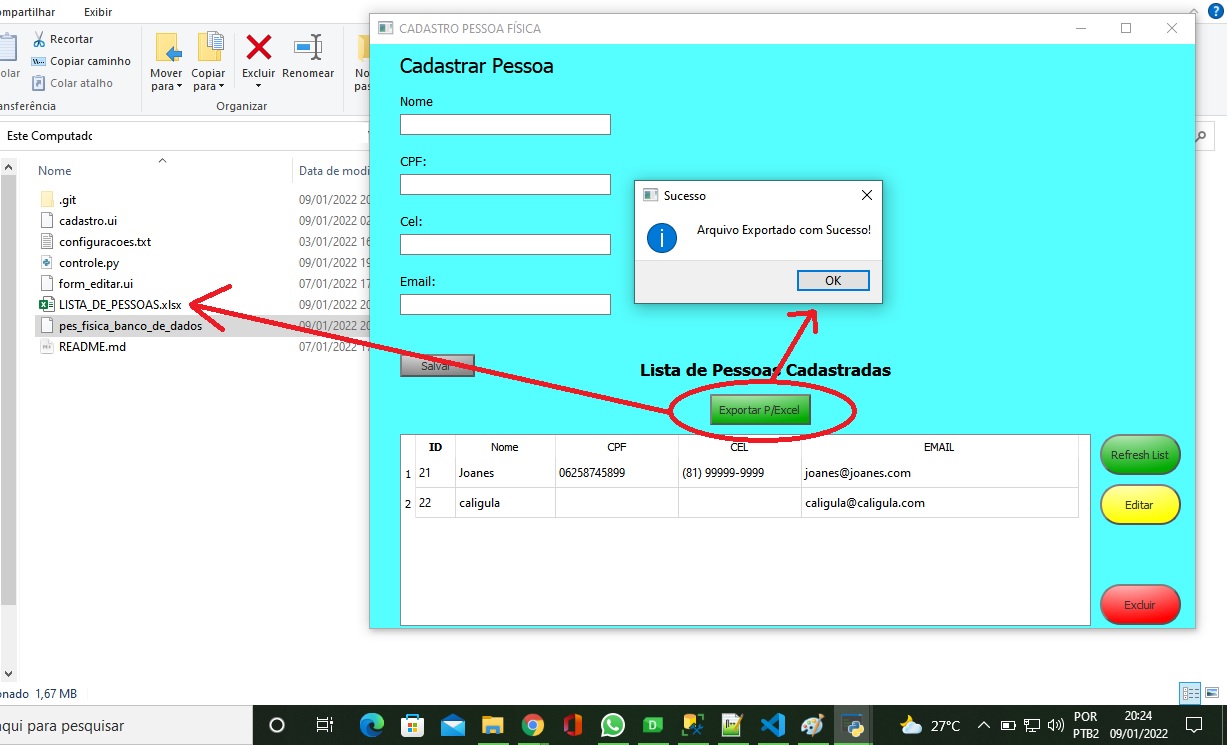 ompartilhar Exibir
Recortar
Copiar caminho
Colar atalho
olar
ansferência
Mover para
Copiar para
Excluir
Renomear
Organizar
No
pas
Este Computadc
Nome Data de modi
.git 09/01/2022 20
cadastro.ui 09/01/2022 02
configuracoes.txt 03/01/2022 16
controle.py 09/01/2022 19
form_editar.ui 07/01/2022 17
LISTA_DE_PESSOAS.xlsx 09/01/2022 20
pes_fisica_banco_de_dados 09/01/2022 20
README.md 07/01/2022 17
onado 1,67 MB
CADASTRO PESSOA FÍSICA
Cadastrar Pessoa
Nome
CPF:
Cel:
Email:
Salvar
Sucesso
Arquivo Exportado com Sucesso!
OK
Lista de Pessoas Cadastradas
Exportar P/Excel
ID Nome CPF CEL EMAIL
1 21 Joanes 06258745899 (81) 99999-9999 joanes@joanes.com
2 22 caligula caligula@caligula.com
Refresh List
Editar
Excluir
aqui para pesquisar
27°C
POR
PTB2
20:24
09/01/2022